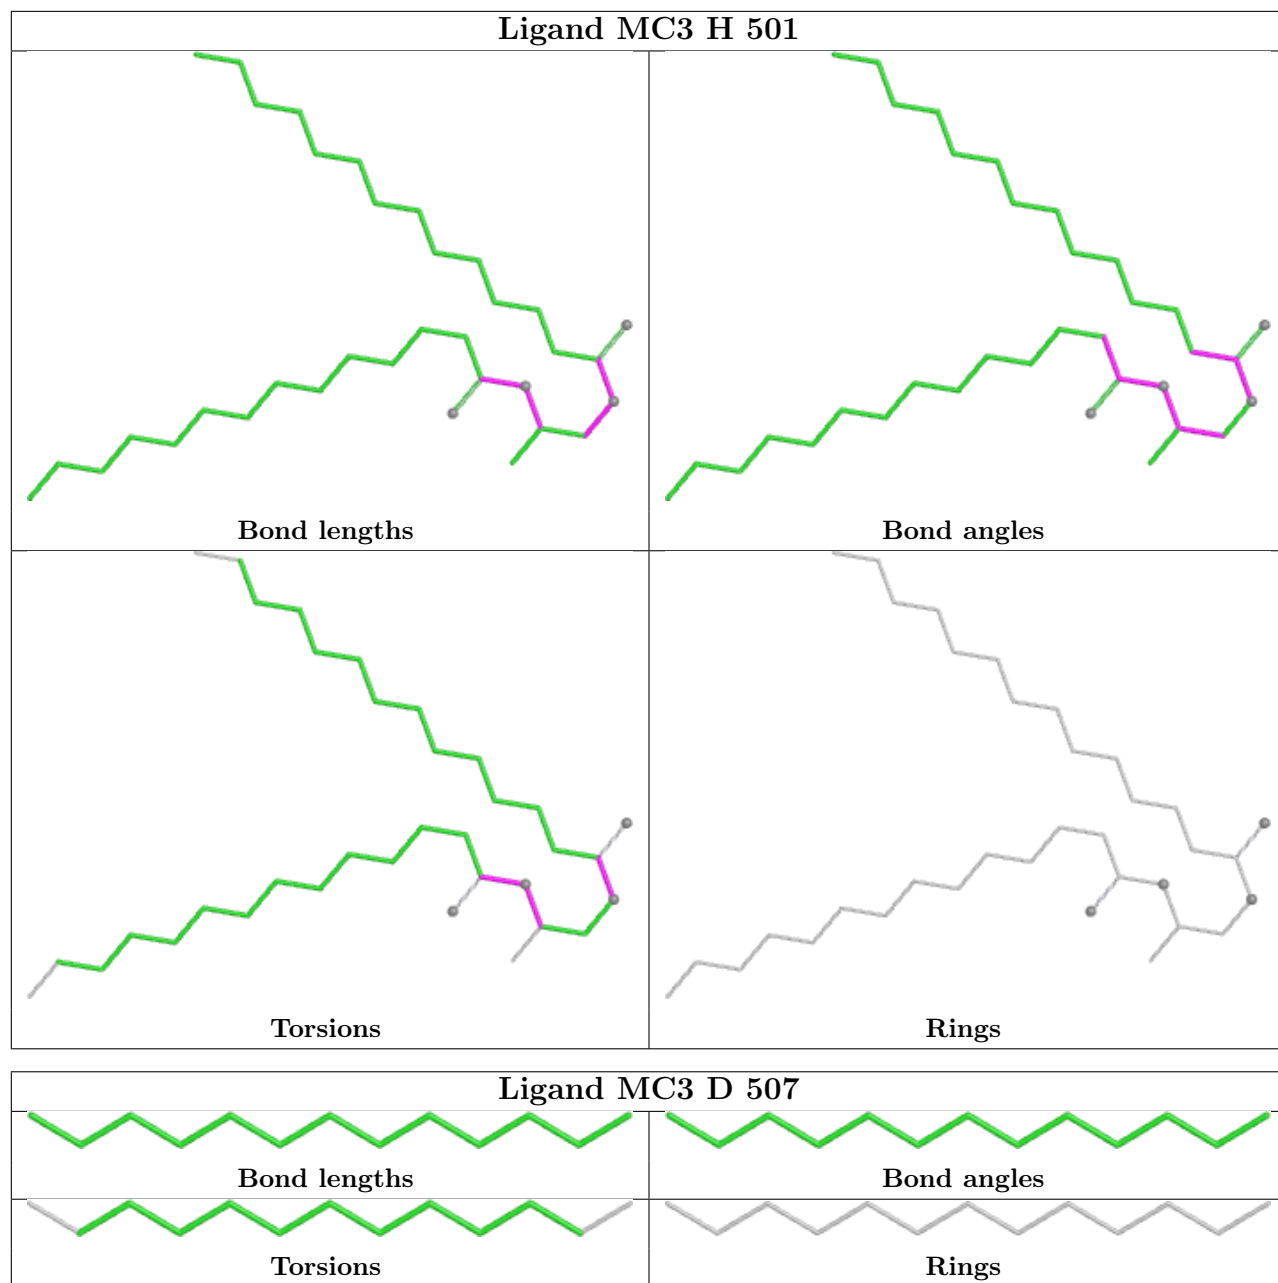 Ligand MC3 H 501
Bond lengths
Bond angles
Torsions
Rings
Ligand MC3 D 507
Bond lengths
Bond angles
Torsions
Rings